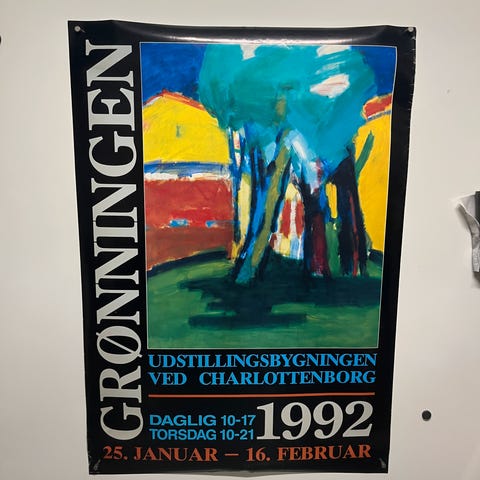 GRØNNINGEN
UDSTILLINGSBYGNINGEN
VED CHARLOTTENBORG
DAGLIG 10-17
TORSDAG 10-21
1992
25. JANUAR – 16. FEBRUAR